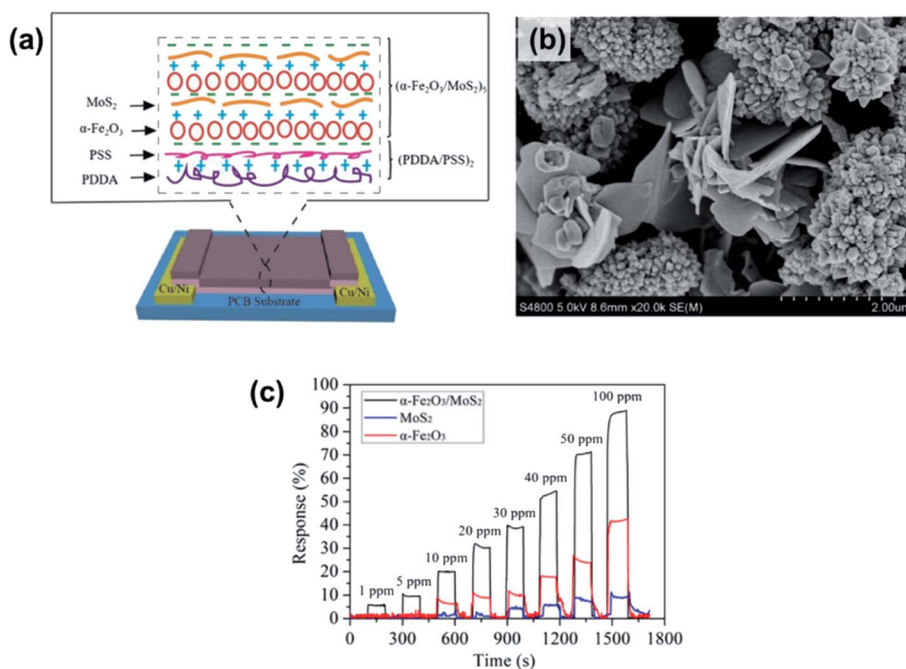 (a)
(α-Fe₂O₃/MoS₂)₅
MoS₂
α-Fe₂O₃
PSS
(PDDA/PSS)₂
PDDA
Cu/Ni
PCB Substrate
Cu/Ni
(b)
S4800 5.0kV 8.6mm x20.0k SE(M)
2.00um
(c)
Response (%)
100
90
80
70
60
50
40
30
20
10
0
α-Fe₂O₃/MoS₂
MoS₂
α-Fe₂O₃
1 ppm
5 ppm
10 ppm
20 ppm
30 ppm
40 ppm
50 ppm
100 ppm
0 300 600 900 1200 1500 1800
Time (s)